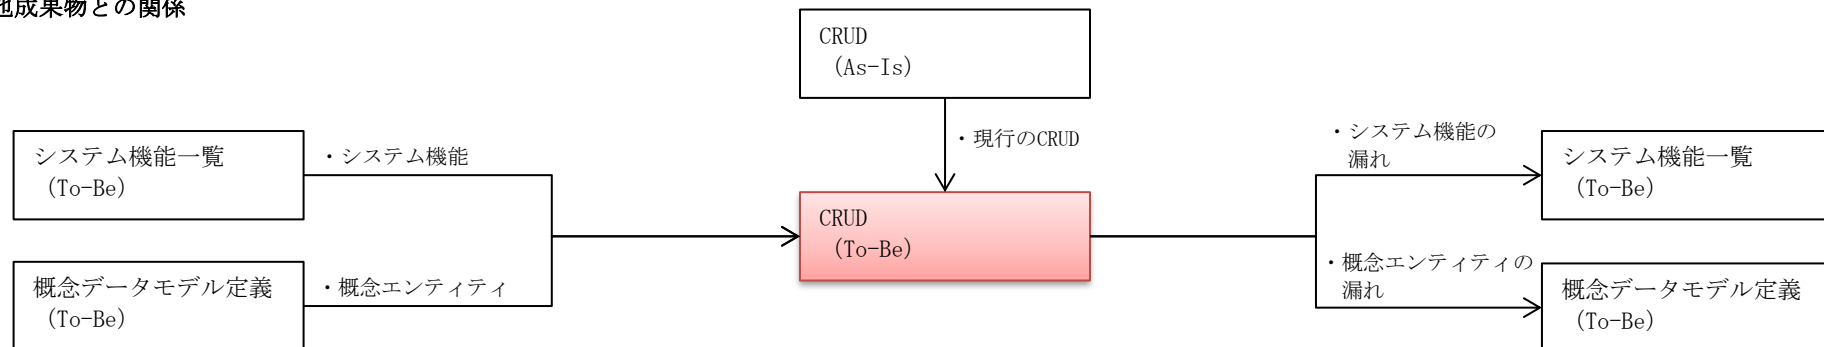 他成果物との関係
CRUD
（As-Is）
・現行のCRUD
システム機能一覧
（To-Be）
・システム機能
概念データモデル定義
（To-Be）
・概念エンティティ
CRUD
（To-Be）
・システム機能の
漏れ
システム機能一覧
（To-Be）
・概念エンティティの
漏れ
概念データモデル定義
（To-Be）